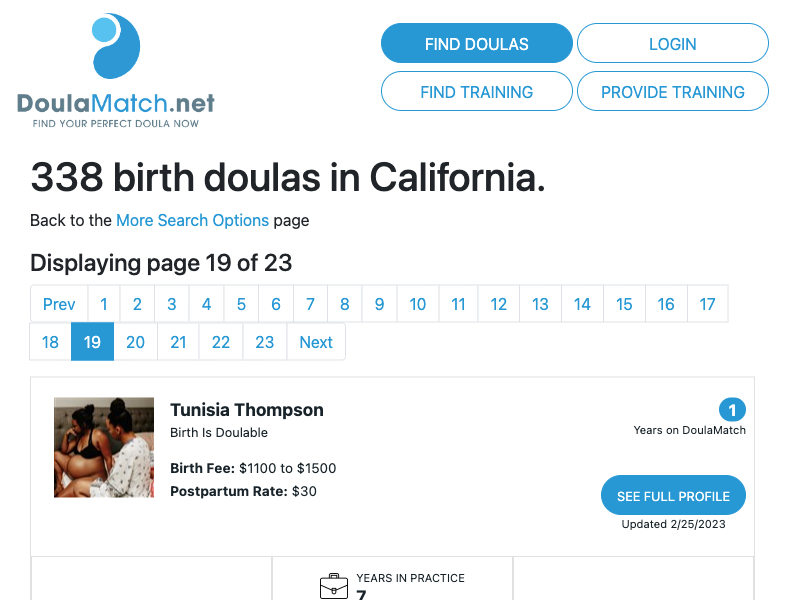 DoulaMatch.net
FIND YOUR PERFECT DOULA NOW
FIND DOULAS
LOGIN
FIND TRAINING
PROVIDE TRAINING
338 birth doulas in California.
Back to the More Search Options page
Displaying page 19 of 23
Prev 1 2 3 4 5 6 7 8 9 10 11 12 13 14 15 16 17
18 19 20 21 22 23 Next
Tunisia Thompson
Birth Is Doulable
Birth Fee: $1100 to $1500
Postpartum Rate: $30
1
Years on DoulaMatch
SEE FULL PROFILE
Updated 2/25/2023
YEARS IN PRACTICE
7